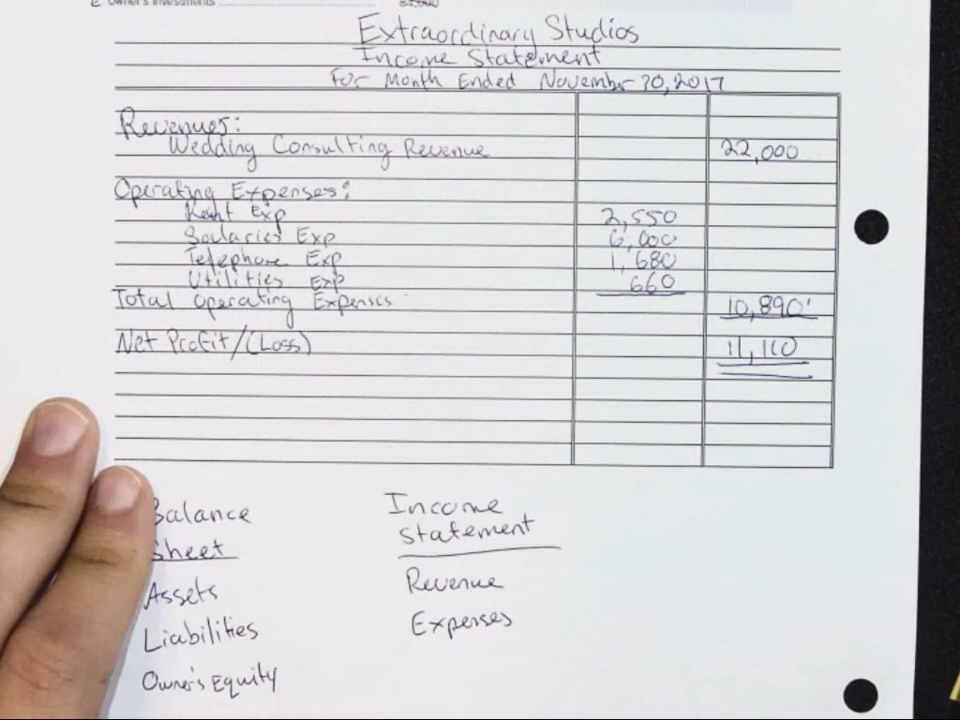 Owner's investments
Extraordinary Studios
Income Statement
For Month Ended November 30, 2017
Revenues:
Wedding Consulting Revenue 22,000
Operating Expenses:
Rent Exp 2,550
Salaries Exp 6,000
Telephone Exp 1,680
Utilities Exp 660
Total Operating Expenses 10,890
Net Profit/(Loss) 11,110
Balance Sheet
Assets
Liabilities
Owner's Equity
Income
Statement
Revenue
Expenses